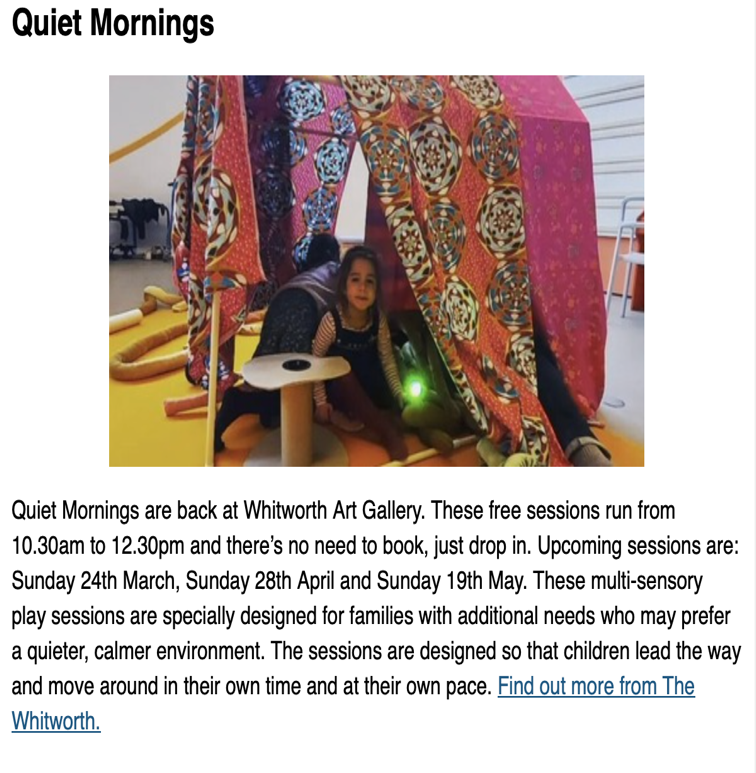 Quiet Mornings
Quiet Mornings are back at Whitworth Art Gallery. These free sessions run from
10.30am to 12.30pm and there’s no need to book, just drop in. Upcoming sessions are:
Sunday 24th March, Sunday 28th April and Sunday 19th May. These multi-sensory
play sessions are specially designed for families with additional needs who may prefer
a quieter, calmer environment. The sessions are designed so that children lead the way
and move around in their own time and at their own pace. Find out more from The
Whitworth.